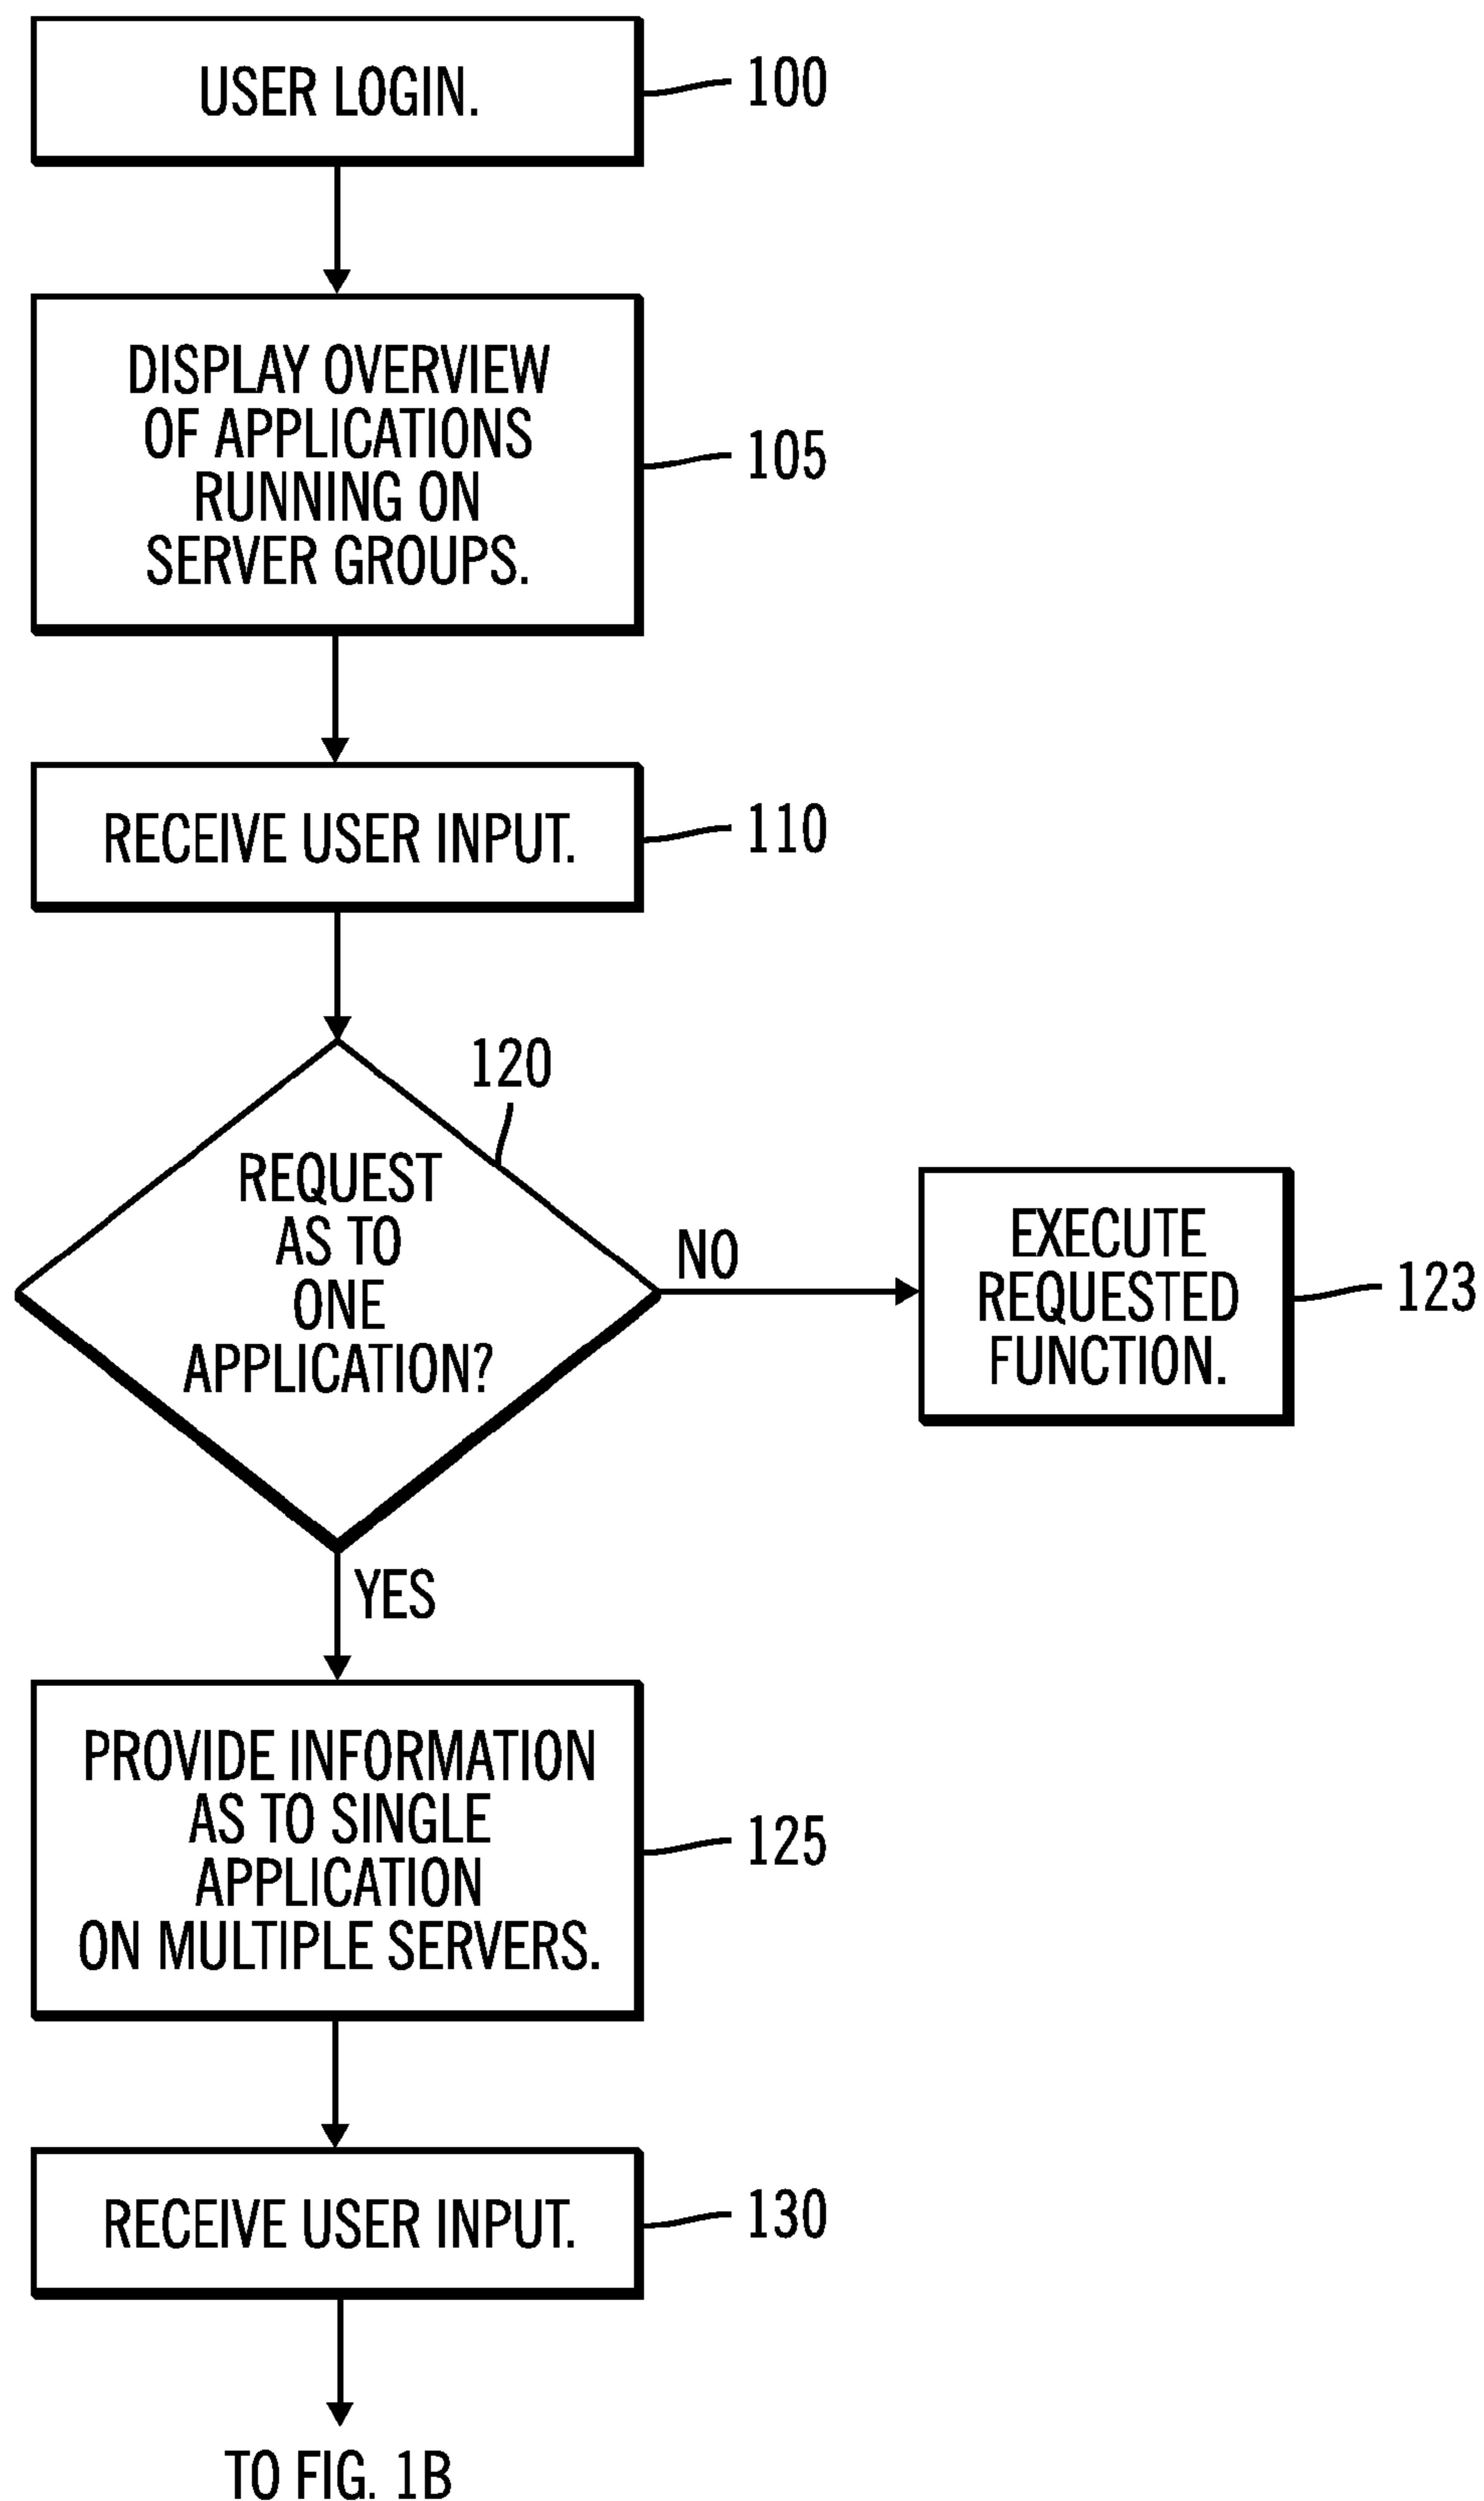 USER LOGIN.
100
DISPLAY OVERVIEW
OF APPLICATIONS
RUNNING ON
SERVER GROUPS.
105
RECEIVE USER INPUT.
110
120
REQUEST
AS TO
ONE
APPLICATION?
NO
EXECUTE
REQUESTED
FUNCTION.
123
YES
PROVIDE INFORMATION
AS TO SINGLE
APPLICATION
ON MULTIPLE SERVERS.
125
RECEIVE USER INPUT.
130
TO FIG. 1B